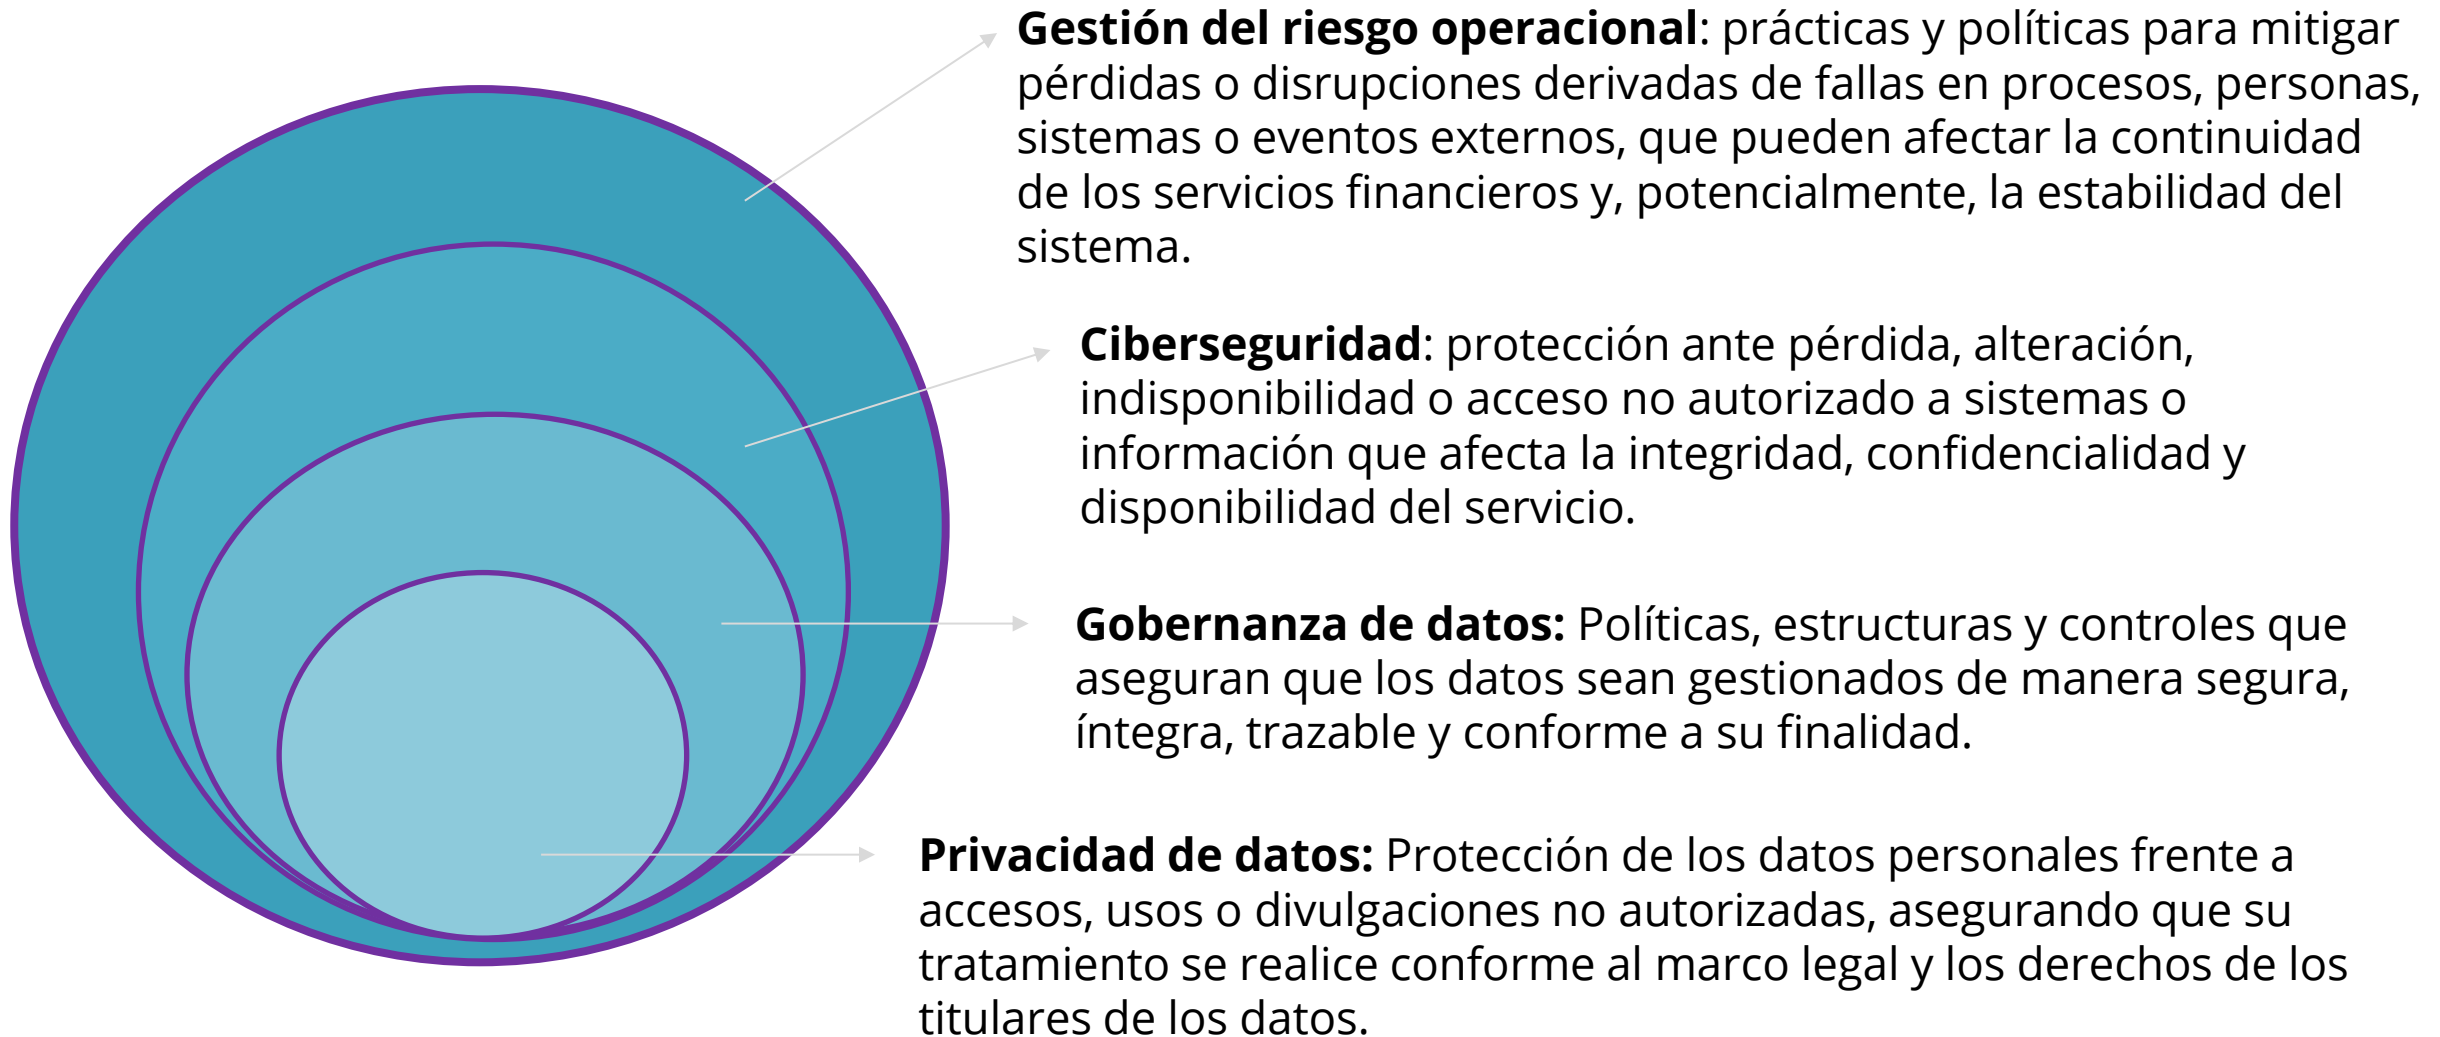 Gestión del riesgo operacional: prácticas y políticas para mitigar
pérdidas o disrupciones derivadas de fallas en procesos, personas,
sistemas o eventos externos, que pueden afectar la continuidad
de los servicios financieros y, potencialmente, la estabilidad del
sistema.
Ciberseguridad: protección ante pérdida, alteración,
indisponibilidad o acceso no autorizado a sistemas o
información que afecta la integridad, confidencialidad y
disponibilidad del servicio.
Gobernanza de datos: Políticas, estructuras y controles que
aseguran que los datos sean gestionados de manera segura,
íntegra, trazable y conforme a su finalidad.
Privacidad de datos: Protección de los datos personales frente a
accesos, usos o divulgaciones no autorizadas, asegurando que su
tratamiento se realice conforme al marco legal y los derechos de los
titulares de los datos.